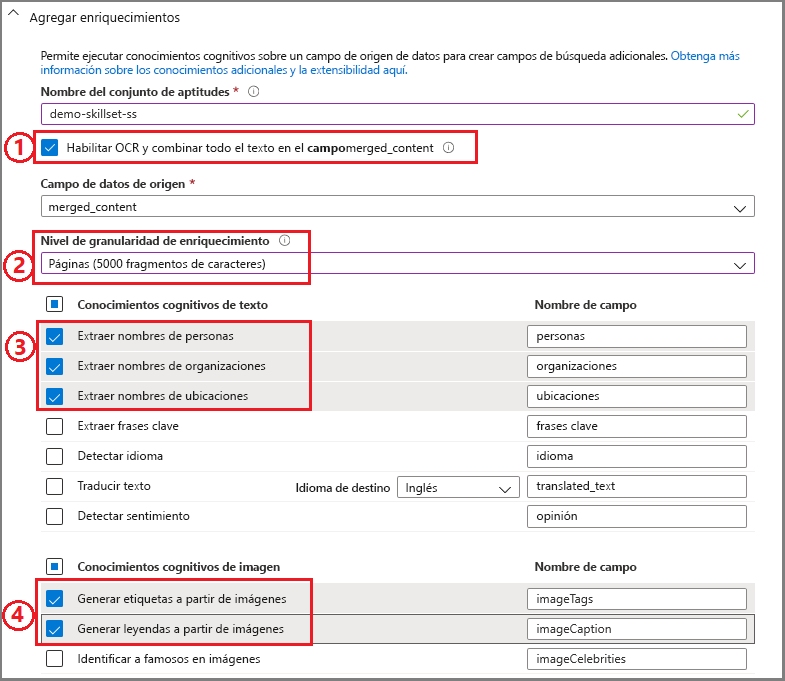 Agregar enriquecimientos
Permite ejecutar conocimientos cognitivos sobre un campo de origen de datos para crear campos de búsqueda adicionales. Obtenga más
información sobre los conocimientos adicionales y la extensibilidad aquí.
Nombre del conjunto de aptitudes *
demo-skillset-ss
1 Habilitar OCR y combinar todo el texto en el campomerged_content
Campo de datos de origen *
merged_content
Nivel de granularidad de enriquecimiento
2 Páginas (5000 fragmentos de caracteres)
Conocimientos cognitivos de texto Nombre de campo
Extraer nombres de personas personas
3 Extraer nombres de organizaciones organizaciones
Extraer nombres de ubicaciones ubicaciones
Extraer frases clave frases clave
Detectar idioma idioma
Traducir texto Idioma de destino Inglés translated_text
Detectar sentimiento opinión
Conocimientos cognitivos de imagen Nombre de campo
Generar etiquetas a partir de imágenes imageTags
4 Generar leyendas a partir de imágenes imageCaption
Identificar a famosos en imágenes imageCelebrities